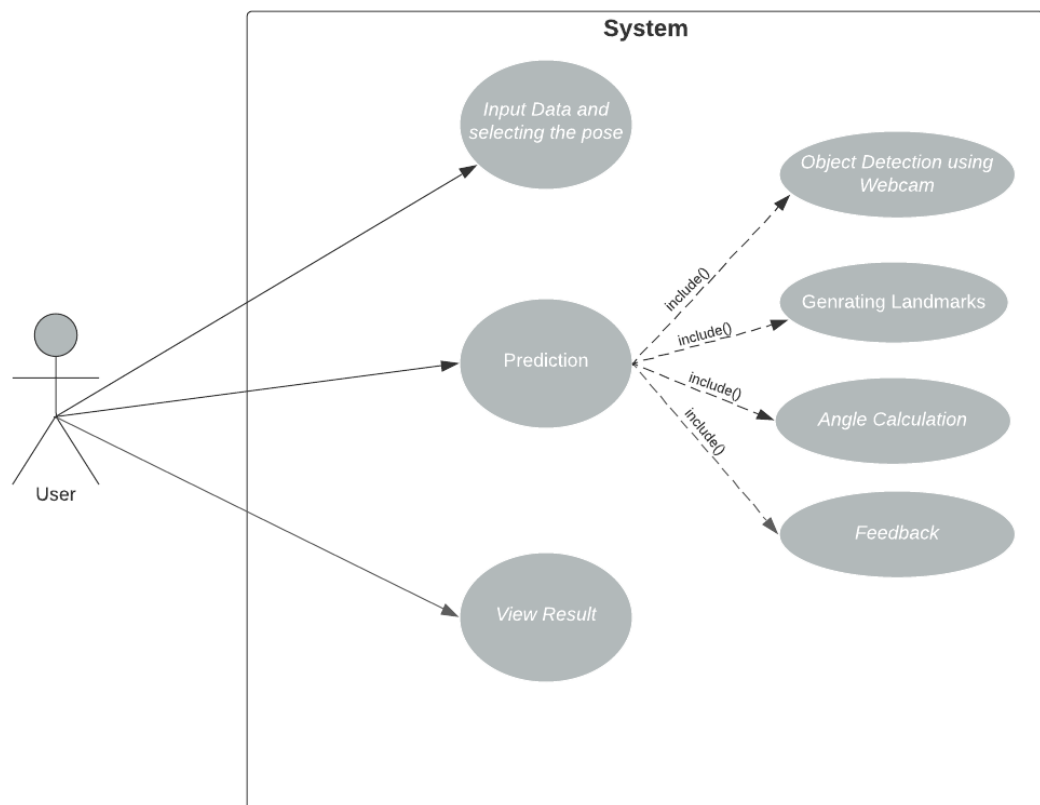 System
Input Data and
selecting the pose
Object Detection using
Webcam
include()
Genrating Landmarks
include()
Prediction
include()
Angle Calculation
include()
User
Feedback
View Result